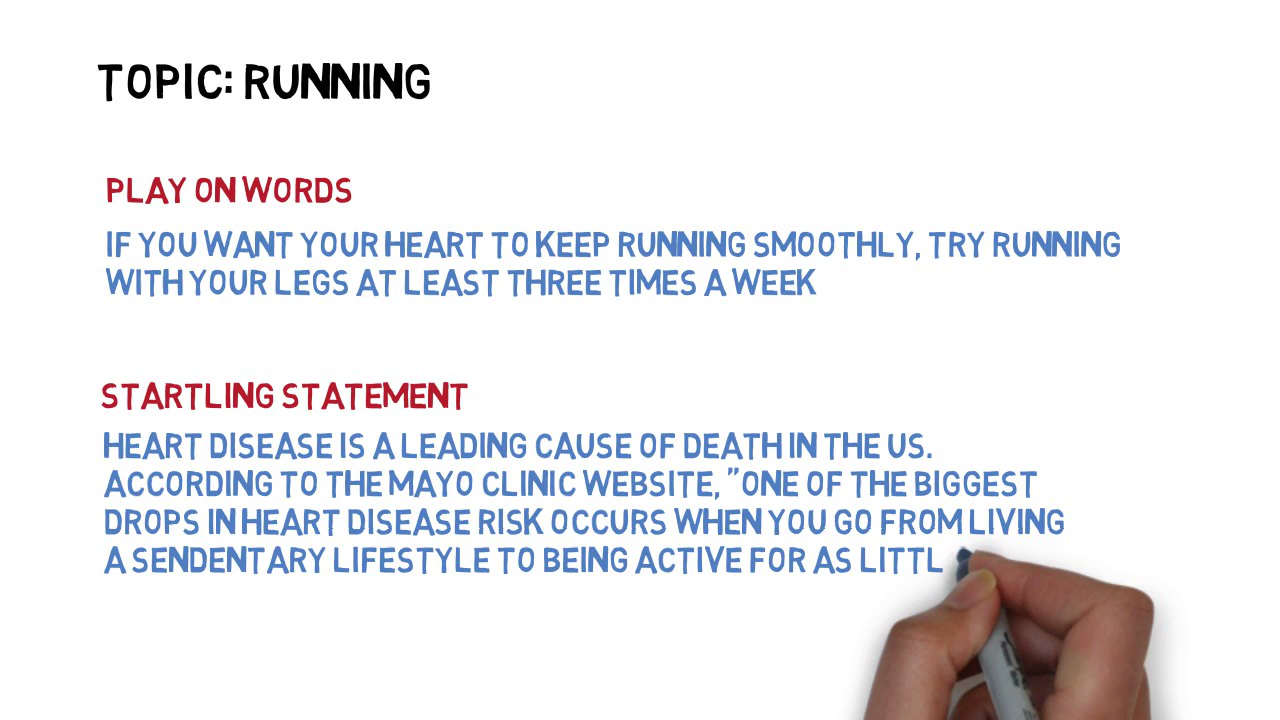 TOPIC: RUNNING
PLAY ON WORDS
IF YOU WANT YOUR HEART TO KEEP RUNNING SMOOTHLY, TRY RUNNING
WITH YOUR LEGS AT LEAST THREE TIMES A WEEK
STARTLING STATEMENT
HEART DISEASE IS A LEADING CAUSE OF DEATH IN THE US.
ACCORDING TO THE MAYO CLINIC WEBSITE, "ONE OF THE BIGGEST
DROPS IN HEART DISEASE RISK OCCURS WHEN YOU GO FROM LIVING
A SENDENTARY LIFESTYLE TO BEING ACTIVE FOR AS LITTL